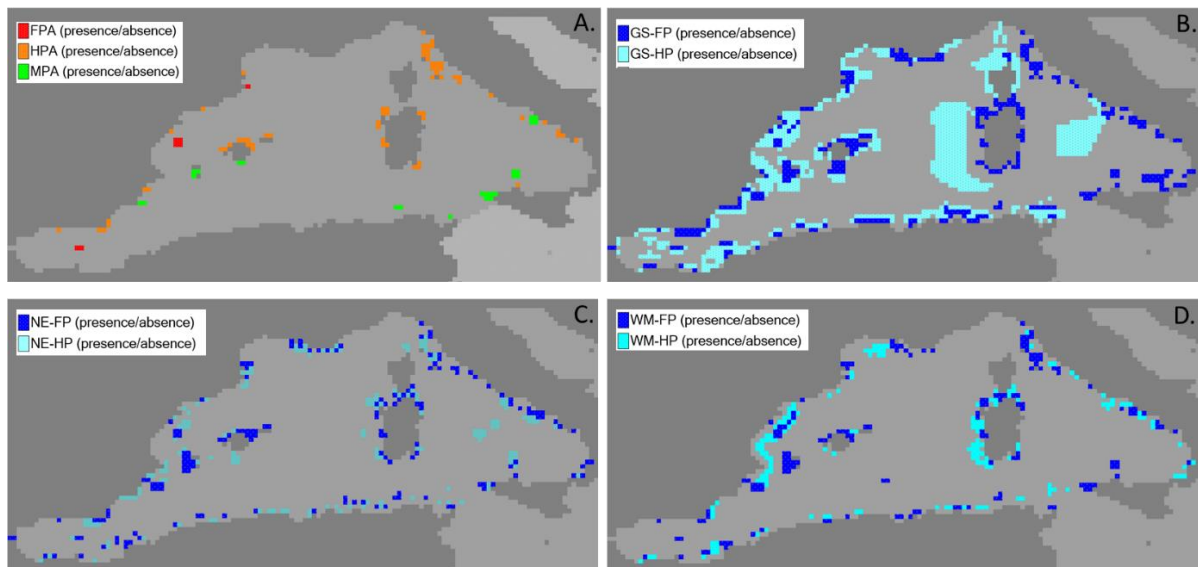 A.
FPA (presence/absence)
HPA (presence/absence)
MPA (presence/absence)
B.
GS-FP (presence/absence)
GS-HP (presence/absence)
C.
NE-FP (presence/absence)
NE-HP (presence/absence)
D.
WM-FP (presence/absence)
WM-HP (presence/absence)